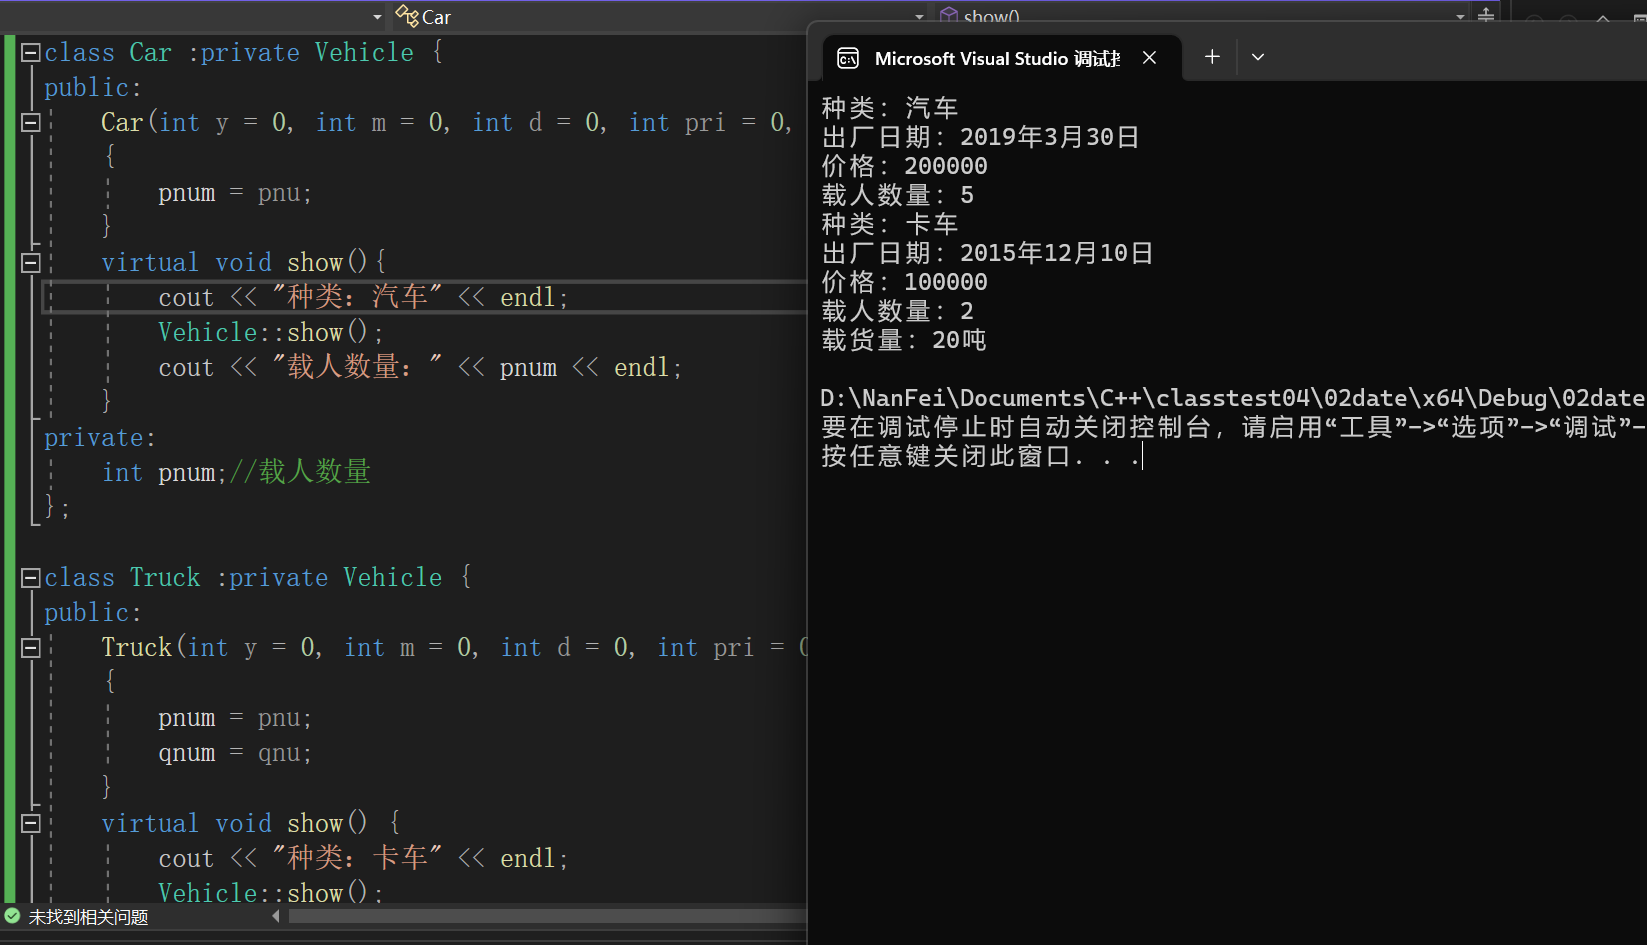 Car
show()
class Car :private Vehicle {
public:
Car(int y = 0, int m = 0, int d = 0, int pri = 0,
{
pnum = pnu;
}
virtual void show(){
cout << "种类：汽车" << endl;
Vehicle::show();
cout << "载人数量：" << pnum << endl;
}
private:
int pnum;//载人数量
};
class Truck :private Vehicle {
public:
Truck(int y = 0, int m = 0, int d = 0, int pri = 0
{
pnum = pnu;
qnum = qnu;
}
virtual void show() {
cout << "种类：卡车" << endl;
Vehicle::show();
未找到相关问题
Microsoft Visual Studio 调试
种类：汽车
出厂日期：2019年3月30日
价格：200000
载人数量：5
种类：卡车
出厂日期：2015年12月10日
价格：100000
载人数量：2
载货量：20吨
D:\NanFei\Documents\C++\classtest04\02date\x64\Debug\02date
要在调试停止时自动关闭控制台，请启用“工具”->“选项”->“调试”-
按任意键关闭此窗口. . .